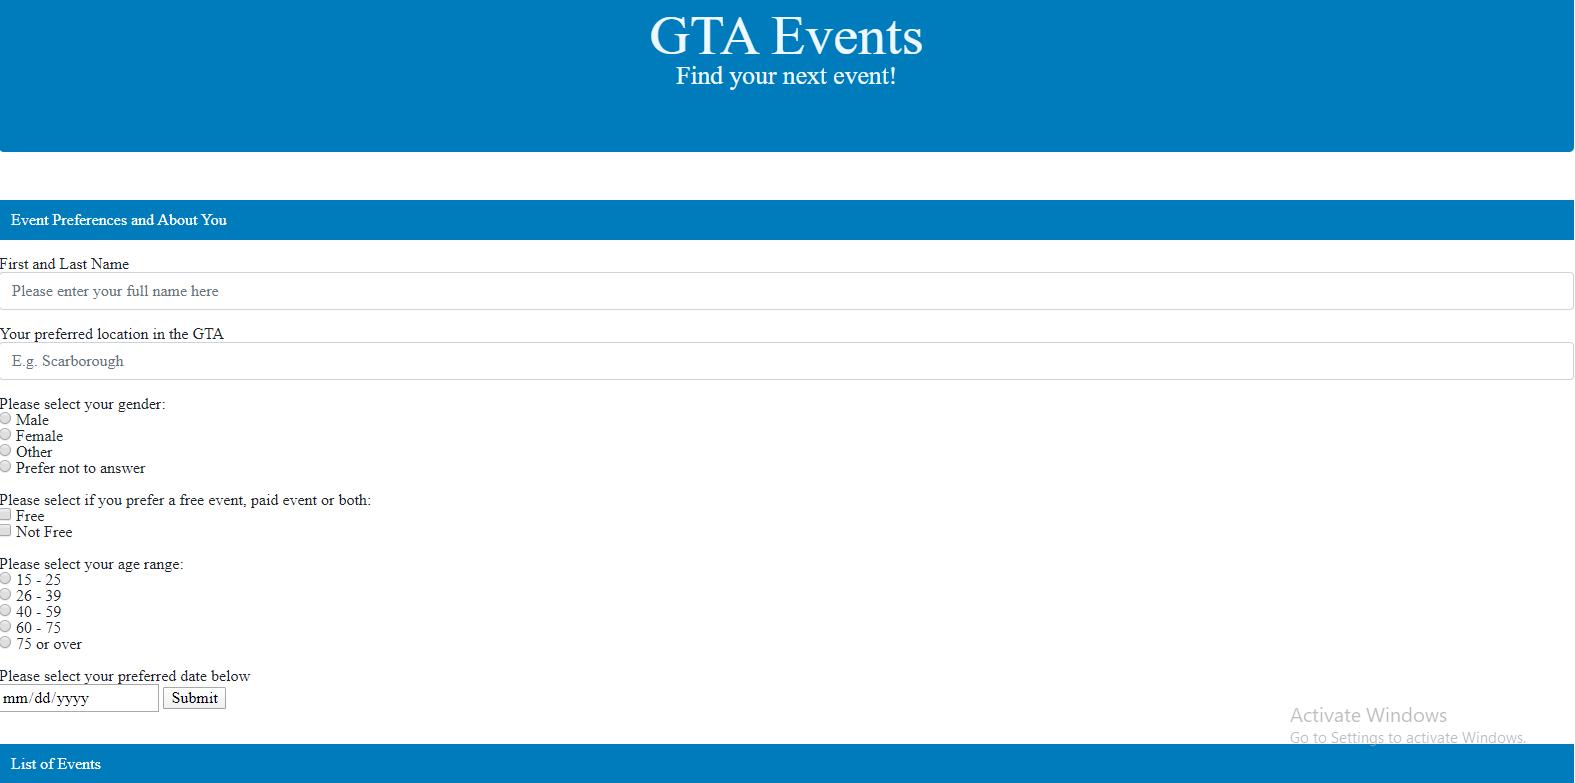 GTA Events
Find your next event!
Event Preferences and About You
First and Last Name
Please enter your full name here
Your preferred location in the GTA
E.g. Scarborough
Please select your gender:
Male
Female
Other
Prefer not to answer
Please select if you prefer a free event, paid event or both:
Free
Not Free
Please select your age range:
15 - 25
26 - 39
40 - 59
60 - 75
75 or over
Please select your preferred date below
mm/dd/yyyy Submit
Activate Windows
Go to Settings to activate Windows.
List of Events